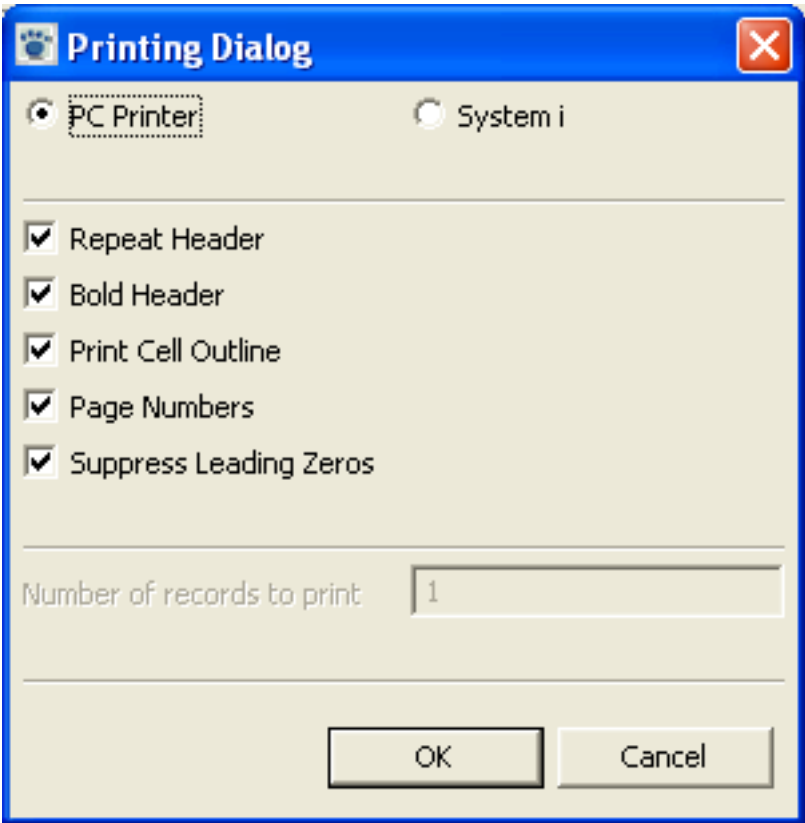 Printing Dialog
PC Printer System i
Repeat Header
Bold Header
Print Cell Outline
Page Numbers
Suppress Leading Zeros
Number of records to print 1
OK Cancel